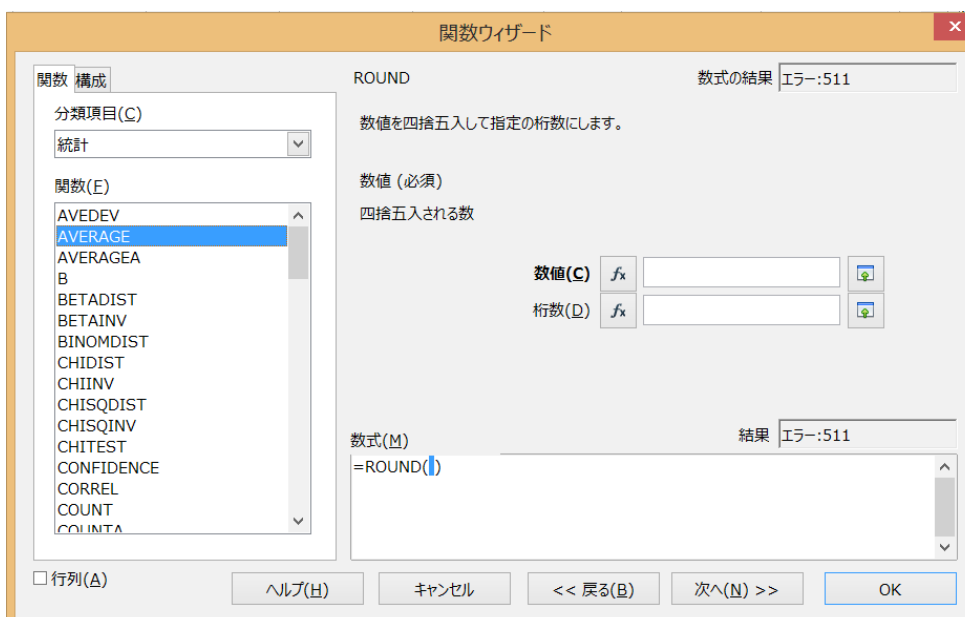 関数ウィザード
関数 構成
ROUND
数式の結果 エラー:511
分類項目(C)
統計
数値を四捨五入して指定の桁数にします。
関数(F)
数値 (必須)
四捨五入される数
AVEDEV
AVERAGE
AVERAGEA
B
BETADIST
BETAINV
BINOMDIST
CHIDIST
CHIINV
CHISQDIST
CHISQINV
CHITEST
CONFIDENCE
CORREL
COUNT
COUNTA
数値(C) fx
桁数(D) fx
数式(M)
結果 エラー:511
=ROUND( )
行列(A)
ヘルプ(H)
キャンセル
<< 戻る(B)
次へ(N) >>
OK